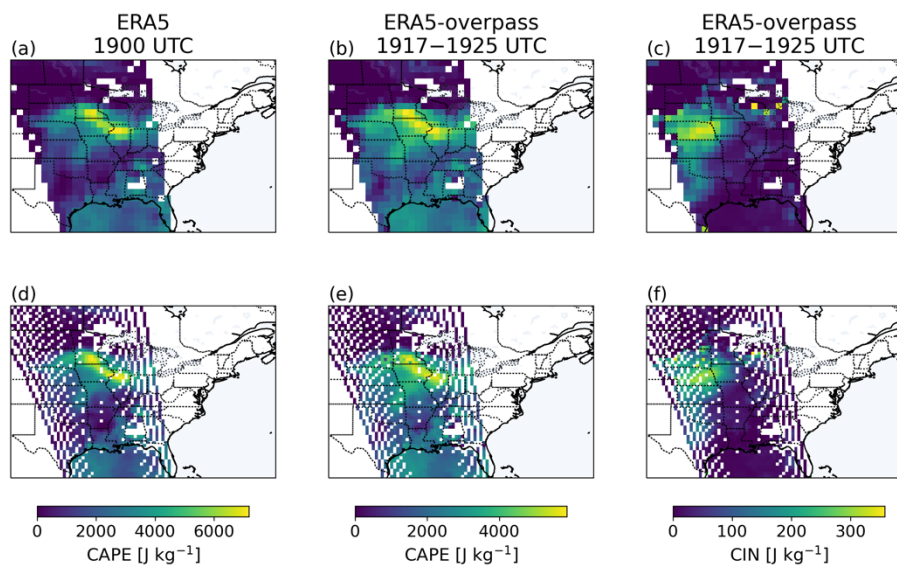 ERA5
1900 UTC
ERA5-overpass
1917−1925 UTC
ERA5-overpass
1917−1925 UTC
(a)
(b)
(c)
(d)
(e)
(f)
0 2000 4000 6000
CAPE [J kg⁻¹]
0 2000 4000
CAPE [J kg⁻¹]
0 100 200 300
CIN [J kg⁻¹]